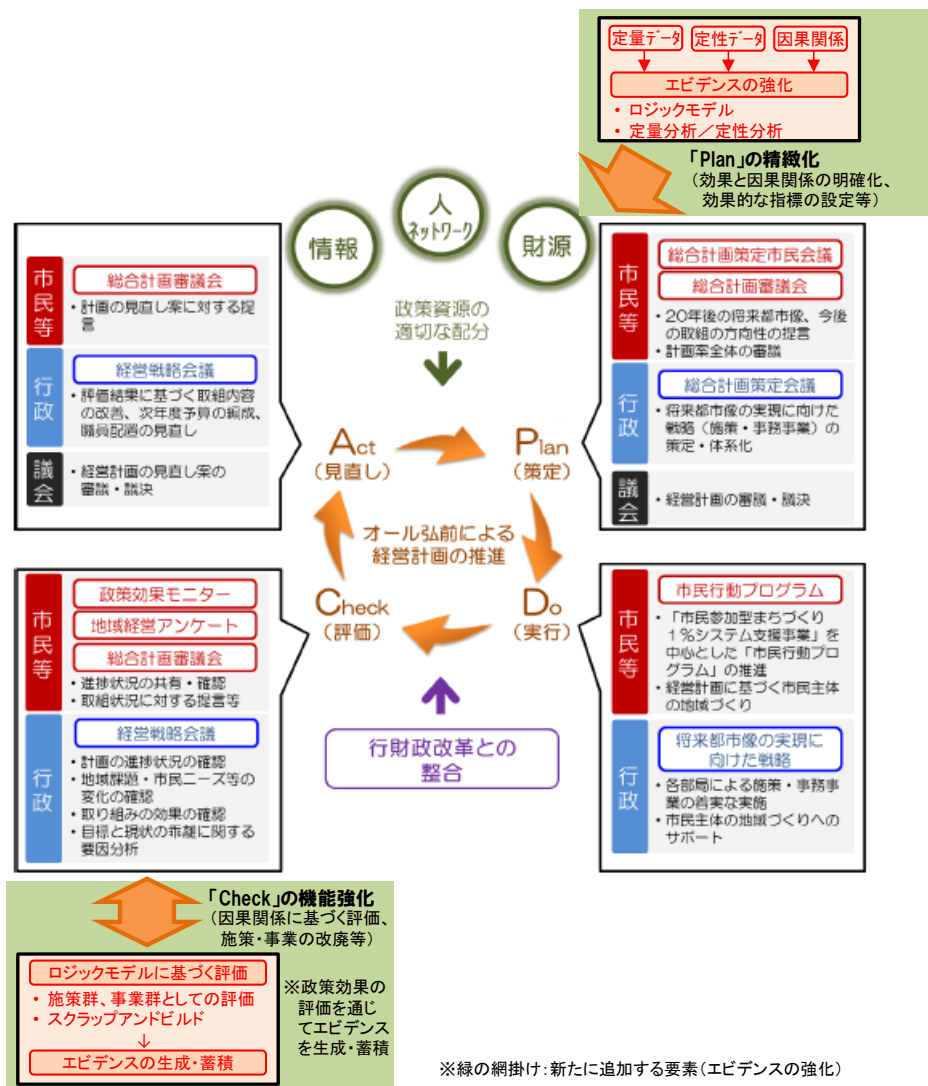 定量データ 定性データ 因果関係
エビデンスの強化
• ロジックモデル
• 定量分析／定性分析
「Plan」の精緻化
（効果と因果関係の明確化、
効果的な指標の設定等）
情報
人
ネットワーク
財源
政策資源の
適切な配分
市民等
総合計画審議会
・計画の見直し案に対する提
言
行政
経営戦略会議
・評価結果に基づく取組内容
の改善、次年度予算の編成、
職員配置の見直し
議会
・経営計画の見直し案の
審議・議決
市民等
総合計画策定市民会議
総合計画審議会
・20年後の将来都市像、今後
の取組の方向性の提言
・計画案全体の審議
行政
総合計画策定会議
・将来都市像の実現に向けた
戦略（施策・事務事業）の
策定・体系化
議会
・経営計画の審議・議決
Act
（見直し）
Plan
（策定）
オール弘前による
経営計画の推進
Check
（評価）
Do
（実行）
行財政改革との
整合
市民等
政策効果モニター
地域経営アンケート
総合計画審議会
・進捗状況の共有・確認
・取組状況に対する提言等
行政
経営戦略会議
・計画の進捗状況の確認
・地域課題・市民ニーズ等の
変化の確認
・取り組みの効果の確認
・目標と現状の乖離に関する
要因分析
市民等
市民行動プログラム
・「市民参加型まちづくり
１％システム支援事業」を
中心とした「市民行動プロ
グラム」の推進
・経営計画に基づく市民主体
の地域づくり
行政
将来都市像の実現に
向けた戦略
・各部局による施策・事務事
業の着実な実施
・市民主体の地域づくりへの
サポート
「Check」の機能強化
（因果関係に基づく評価、
施策・事業の改廃等）
ロジックモデルに基づく評価
• 施策群、事業群としての評価
• スクラップアンドビルド
↓
エビデンスの生成・蓄積
※政策効果の
評価を通じ
てエビデンス
を生成・蓄積
※緑の網掛け：新たに追加する要素（エビデンスの強化）